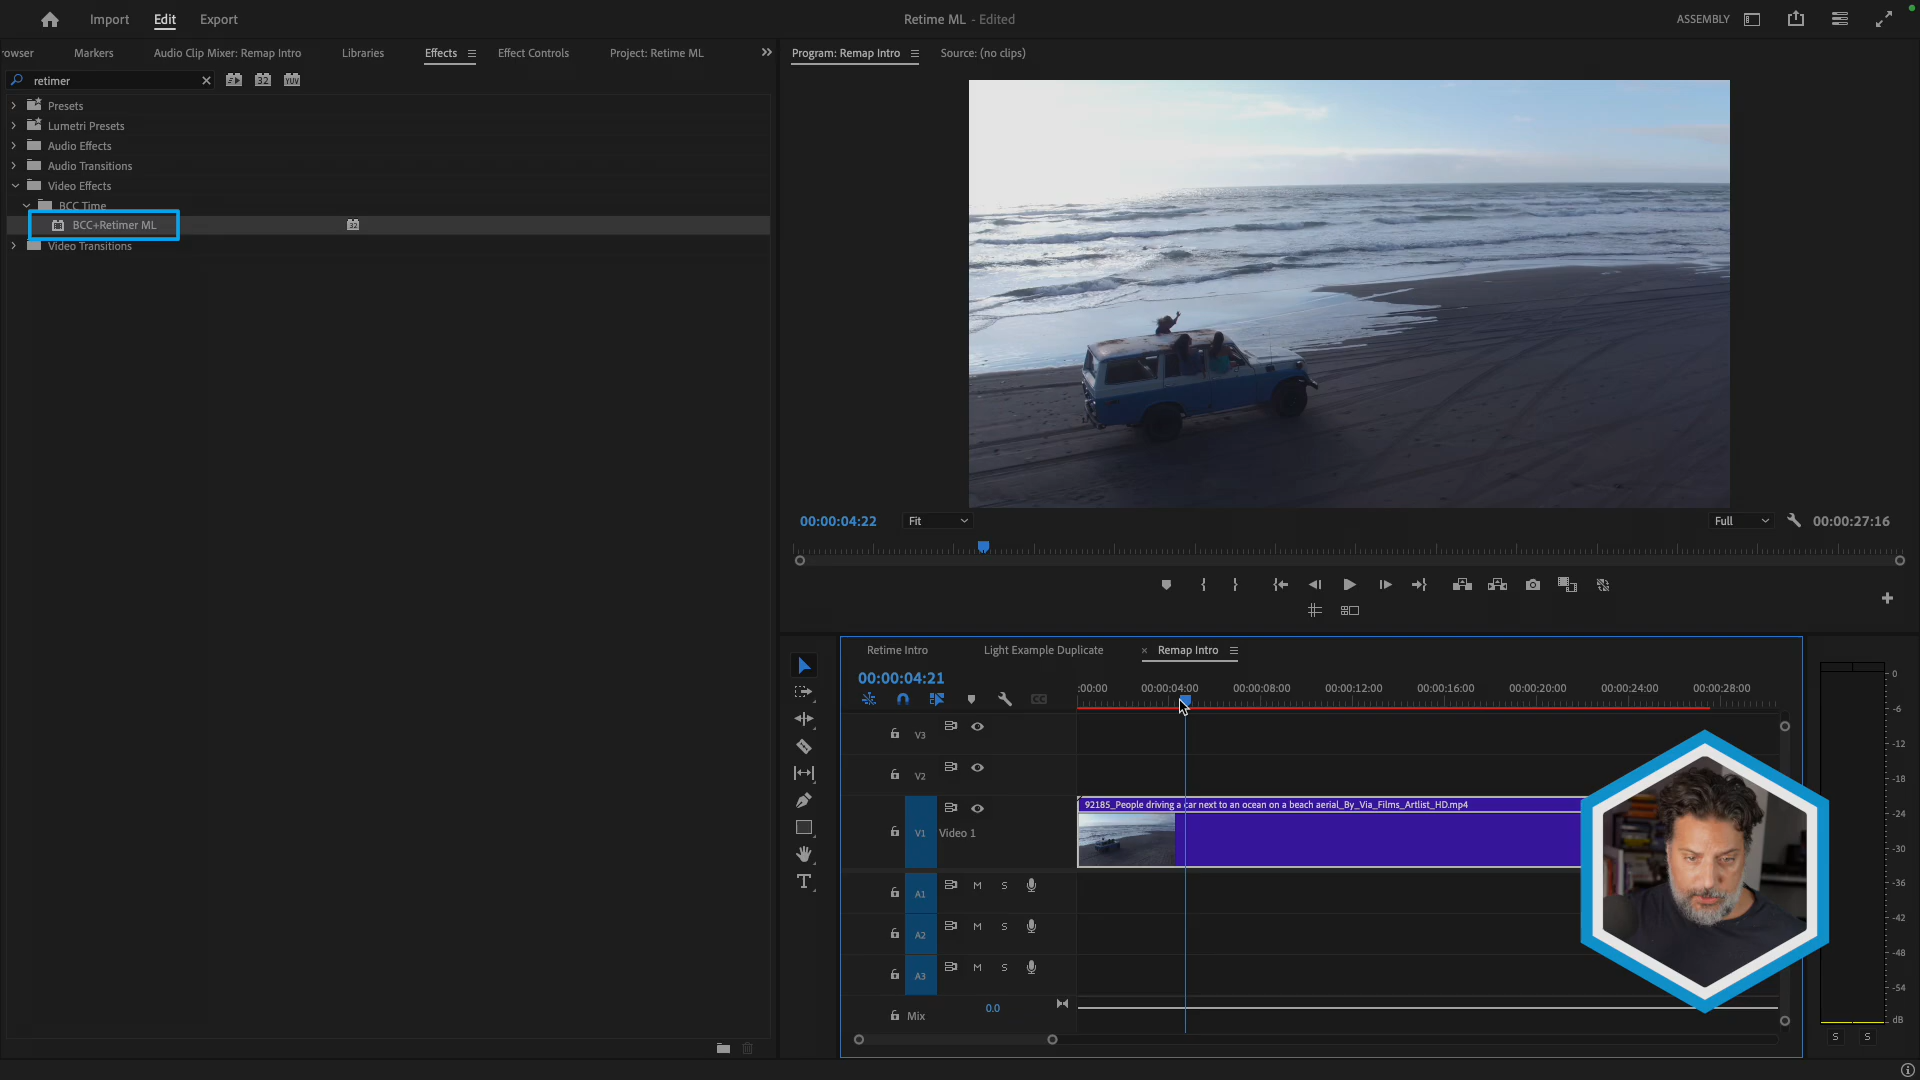 Import
Edit
Export
Retime ML - Edited
ASSEMBLY
rowser
Markers
Audio Clip Mixer: Remap Intro
Libraries
Effects
Effect Controls
Project: Retime ML
Program: Remap Intro
Source: (no clips)
retimer
32
YUV
Presets
Lumetri Presets
Audio Effects
Audio Transitions
Video Effects
BCC Time
BCC+Retimer ML
32
Video Transitions
00:00:04:22
Fit
Full
00:00:27:16
Retime Intro
Light Example Duplicate
× Remap Intro
00:00:04:21
:00:00
00:00:04:00
00:00:08:00
00:00:12:00
00:00:16:00
00:00:20:00
00:00:24:00
00:00:28:00
CC
V3
V2
92185_People driving a car next to an ocean on a beach aerial_By_Via_Films_Artlist_HD.mp4
V1
Video 1
A1
M
S
A2
M
S
A3
M
S
Mix
0.0
0
-6
-12
-18
-24
-30
-36
-42
-48
-54
dB
S
S